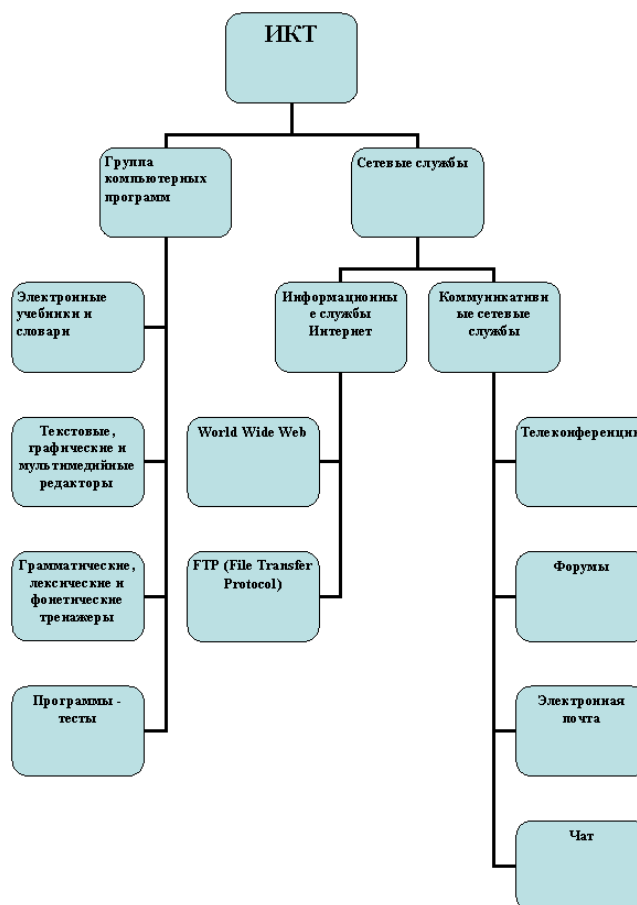 ИКТ
Группа
компьютерных
программ
Сетевые службы
Электронные
учебники и
словари
Информационны
е службы
Интернет
Коммуникативн
ые сетевые
службы
Текстовые,
графические и
мультимедийные
редакторы
World Wide Web
Телеконференции
Грамматические,
лексические и
фонетические
тренажеры
FTP (File Transfer
Protocol)
Форумы
Программы -
тесты
Электронная
почта
Чат